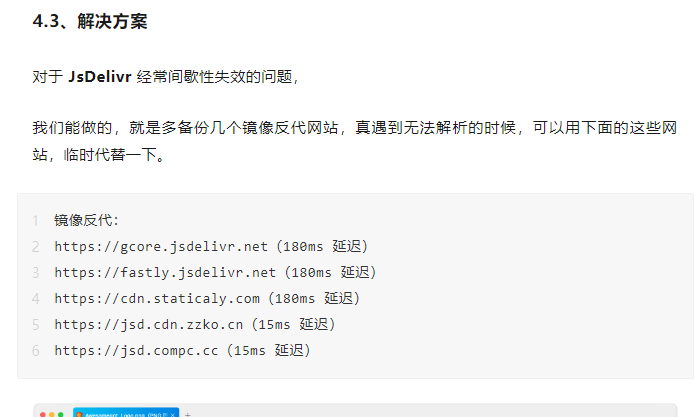 4.3、解决方案
对于 JsDelivr 经常间歇性失效的问题，
我们能做的，就是多备份几个镜像反代网站，真遇到无法解析的时候，可以用下面的这些网
站，临时代替一下。
1 镜像反代：
2 https://gcore.jsdelivr.net（180ms 延迟）
3 https://fastly.jsdelivr.net（180ms 延迟）
4 https://cdn.staticaly.com（180ms 延迟）
5 https://jsd.cdn.zzko.cn（15ms 延迟）
6 https://jsd.compc.cc（15ms 延迟）